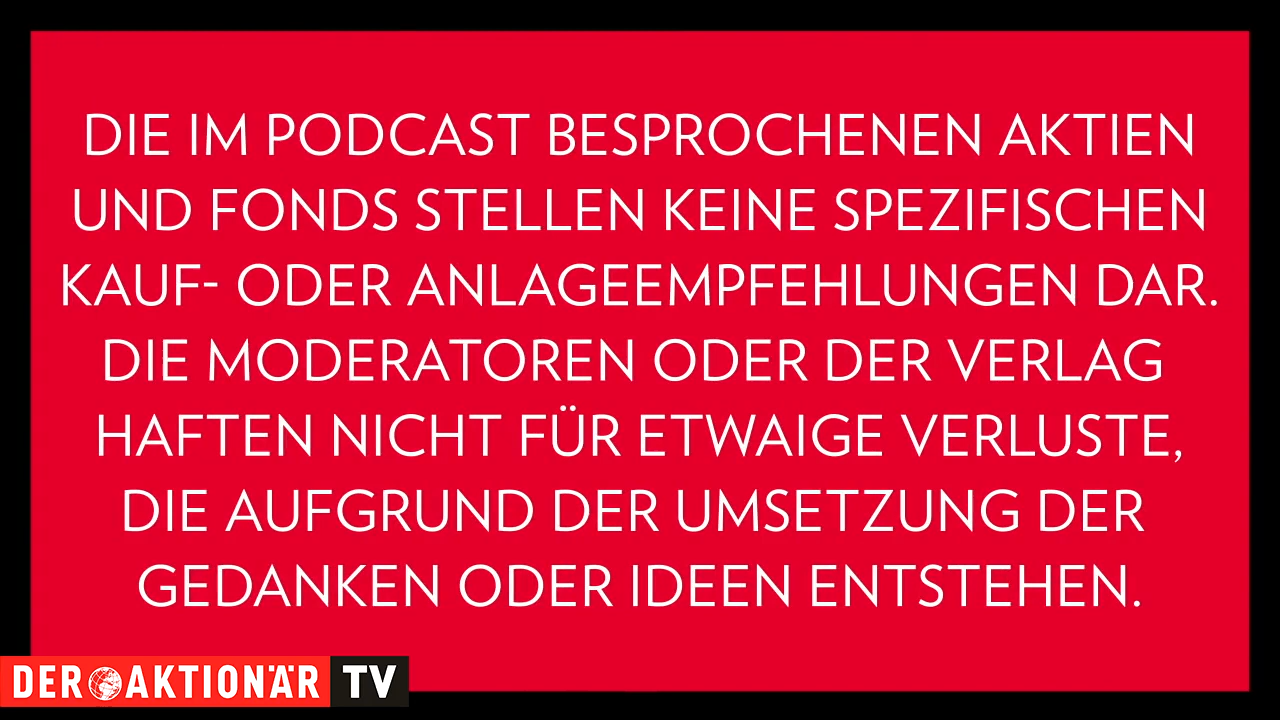 DIE IM PODCAST BESPROCHENEN AKTIEN
UND FONDS STELLEN KEINE SPEZIFISCHEN
KAUF- ODER ANLAGEEMPFEHLUNGEN DAR.
DIE MODERATOREN ODER DER VERLAG
HAFTEN NICHT FÜR ETWAIGE VERLUSTE,
DIE AUFGRUND DER UMSETZUNG DER
GEDANKEN ODER IDEEN ENTSTEHEN.
DER AKTIONÄR TV